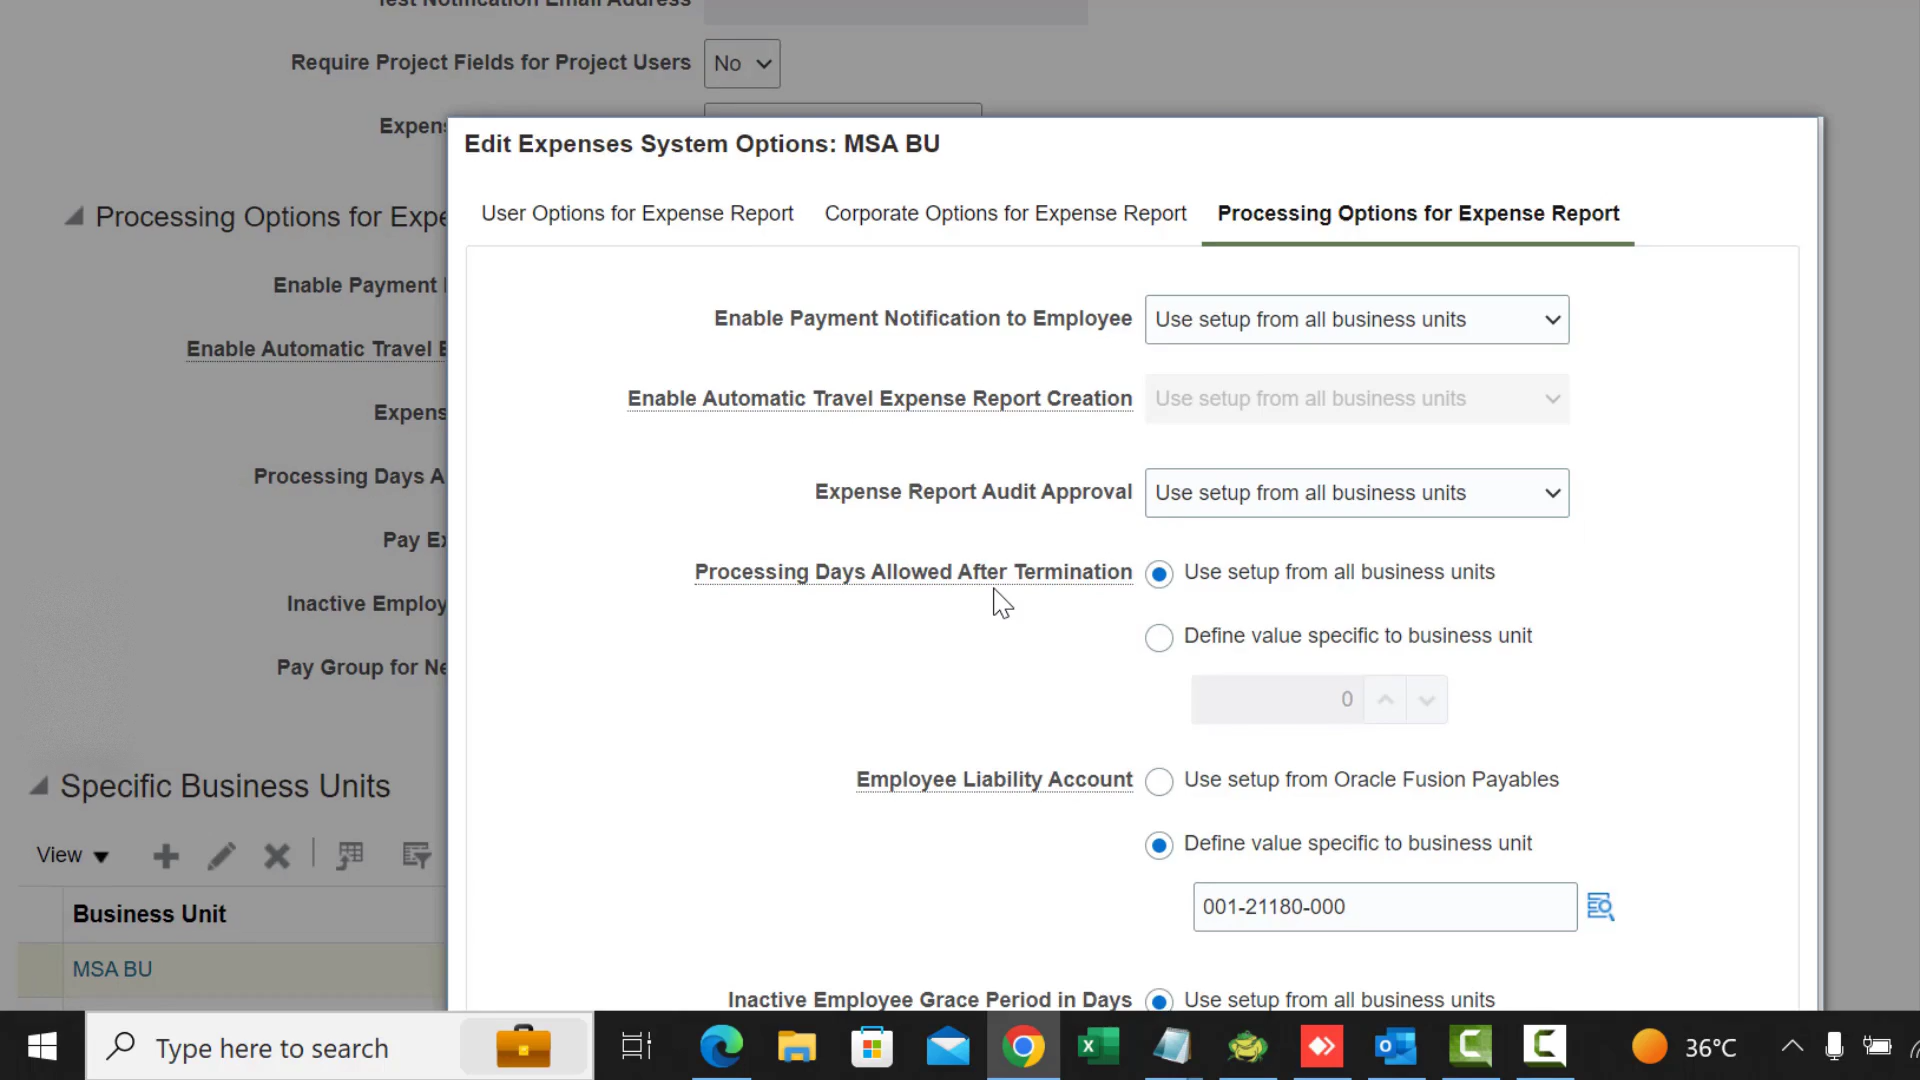 Test Notification Email Address
Require Project Fields for Project Users No
Expens
Edit Expenses System Options: MSA BU
User Options for Expense Report Corporate Options for Expense Report Processing Options for Expense Report
Processing Options for Expe
Enable Payment
Enable Automatic Travel E
Expens
Processing Days A
Pay Ex
Inactive Employ
Pay Group for Ne
Enable Payment Notification to Employee Use setup from all business units
Enable Automatic Travel Expense Report Creation Use setup from all business units
Expense Report Audit Approval Use setup from all business units
Processing Days Allowed After Termination Use setup from all business units
Define value specific to business unit
0
Employee Liability Account Use setup from Oracle Fusion Payables
Define value specific to business unit
001-21180-000
Inactive Employee Grace Period in Days Use setup from all business units
Specific Business Units
View
Business Unit
MSA BU
Type here to search
36°C